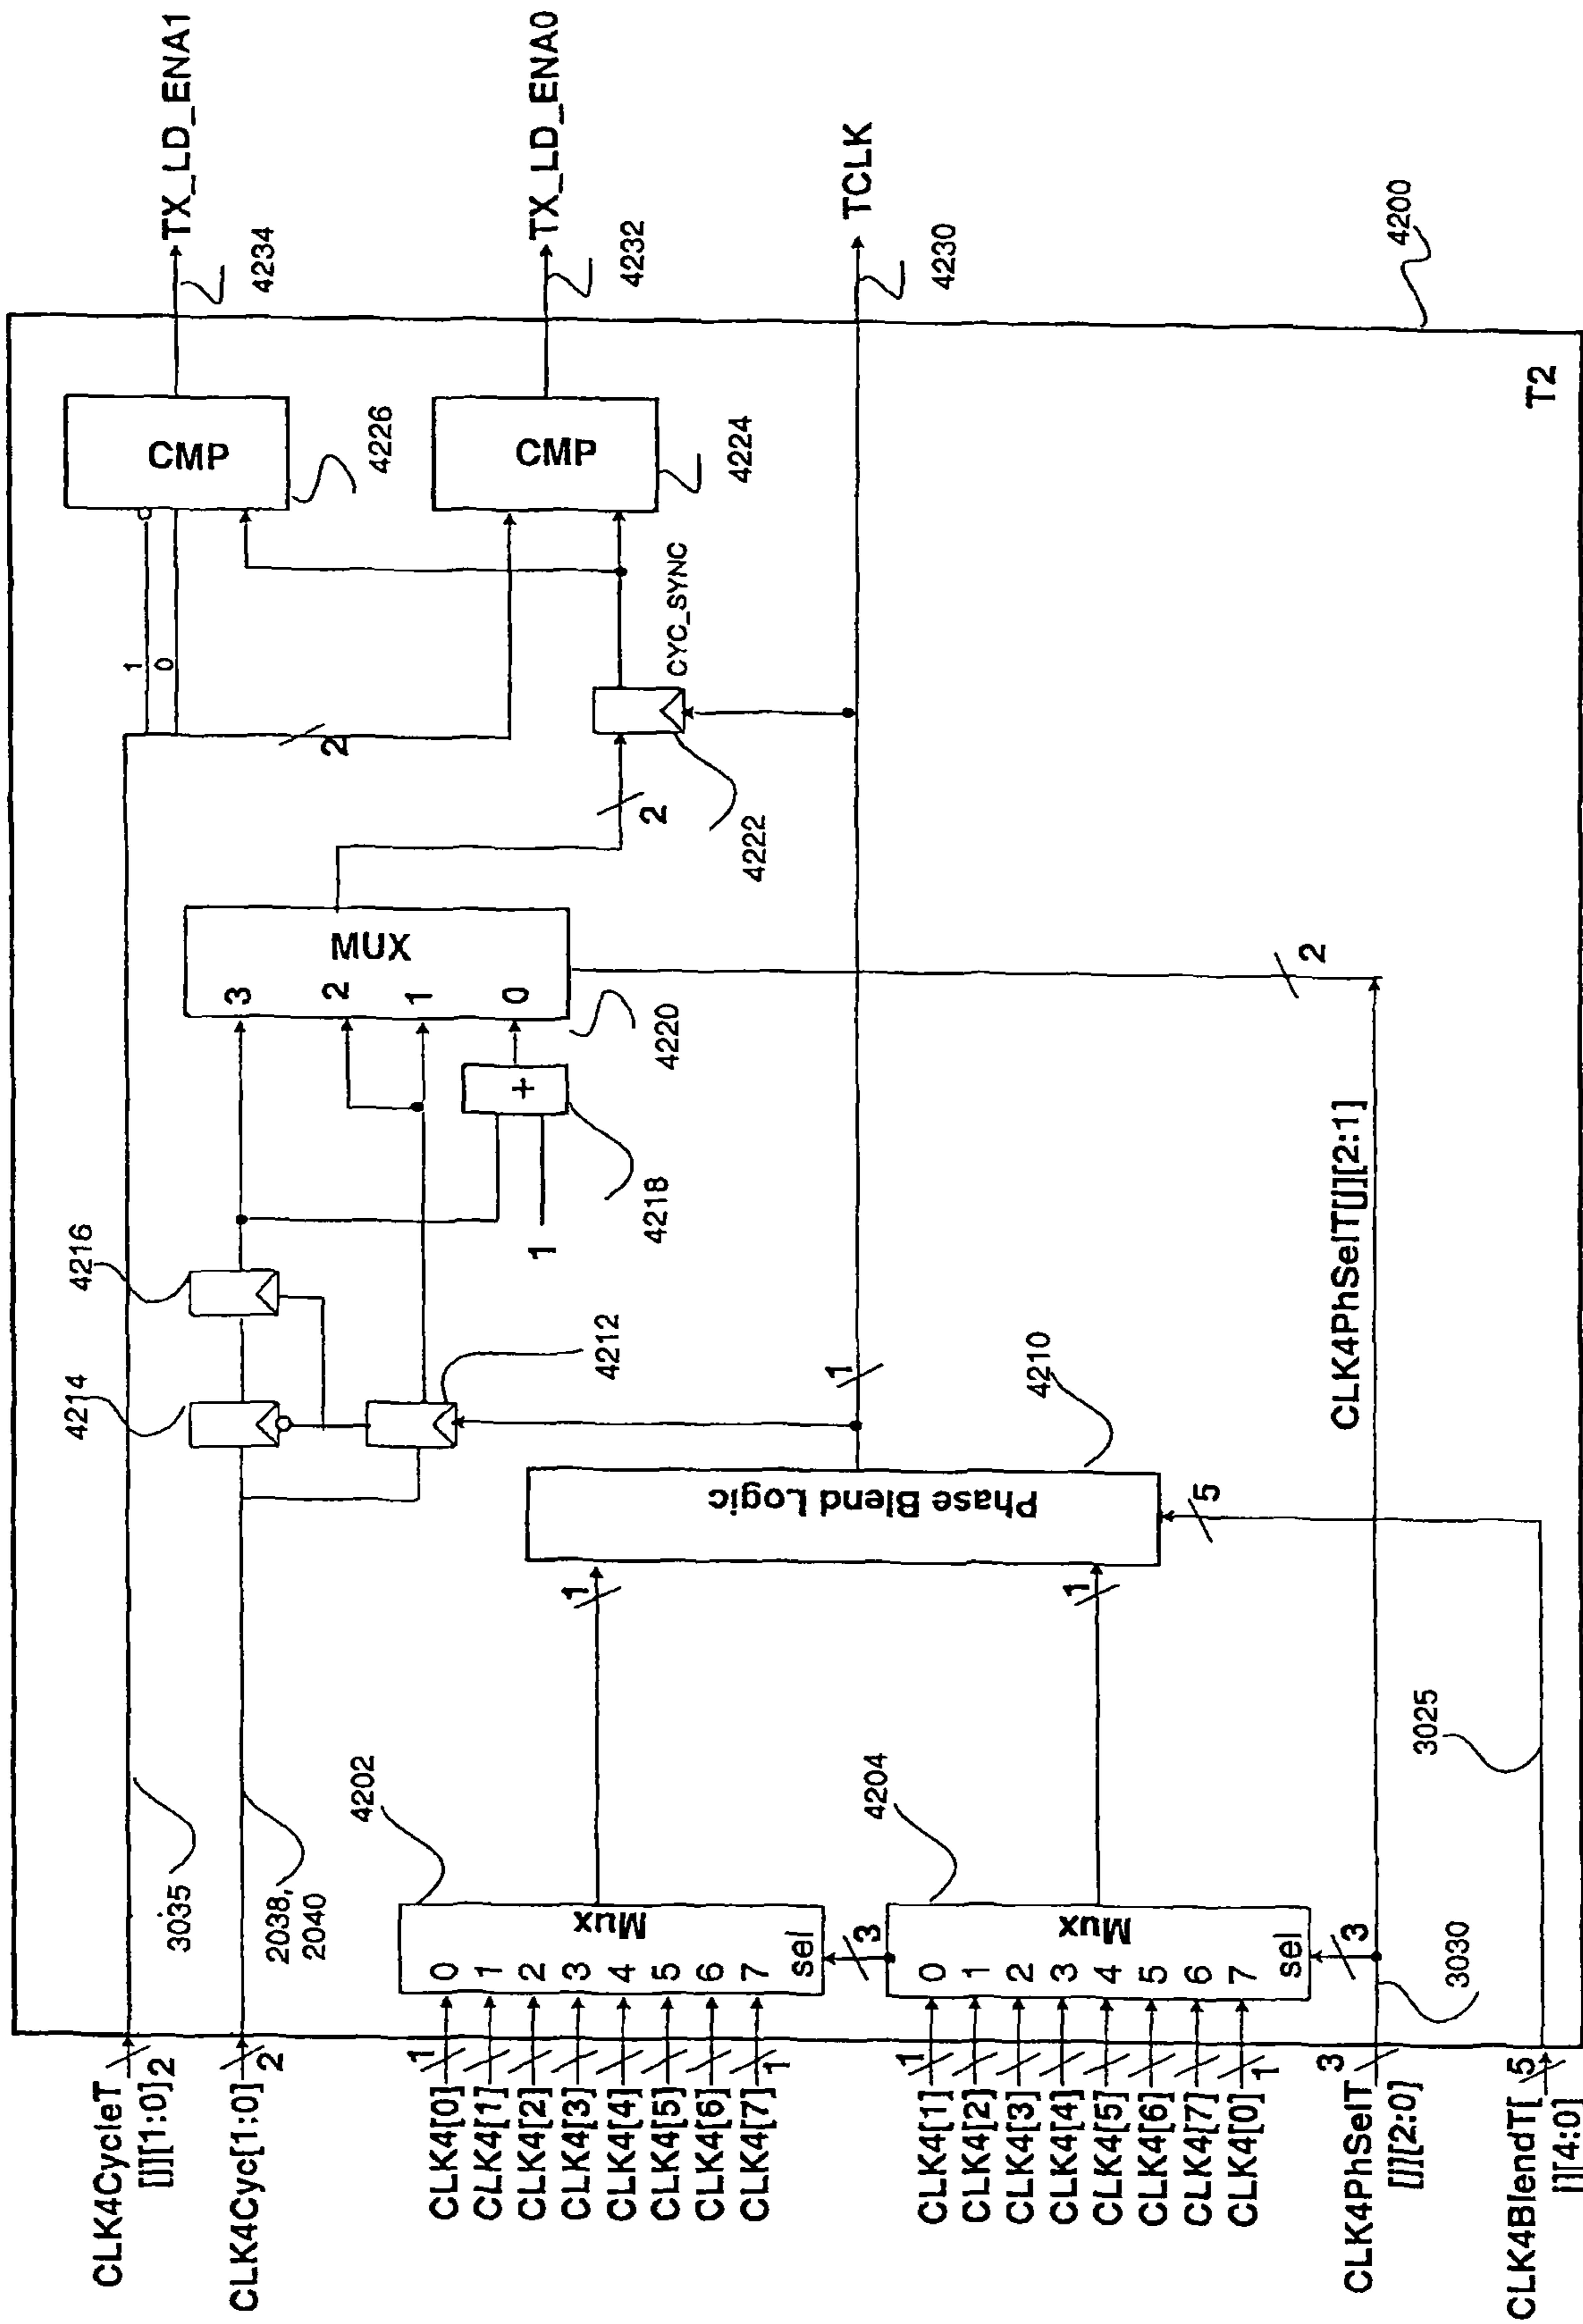 CLK4CycleT
[j][1:0]
2
CLK4Cyc[1:0]
2
3035
2038,
2040
4214
4216
4212
4218
1
+
3
2
1
0
MUX
4220
2
4222
CYC_SYNC
2
1
0
CMP
4226
CMP
4224
TX_LD_ENA1
4234
TX_LD_ENA0
4232
TCLK
4230
CLK4[0]
CLK4[1]
CLK4[2]
CLK4[3]
CLK4[4]
CLK4[5]
CLK4[6]
CLK4[7]
1
1
0
1
2
3
4
5
6
7
Mux
sel
4202
3
CLK4[1]
CLK4[2]
CLK4[3]
CLK4[4]
CLK4[5]
CLK4[6]
CLK4[7]
CLK4[0]
1
1
0
1
2
3
4
5
6
7
Mux
sel
4204
3
1
1
Phase Blend Logic
4210
1
5
CLK4PhSelT
[j][2:0]
3
3030
CLK4PhSelT[j][2:1]
2
CLK4BlendT[
j][4:0]
5
3025
T2
4200